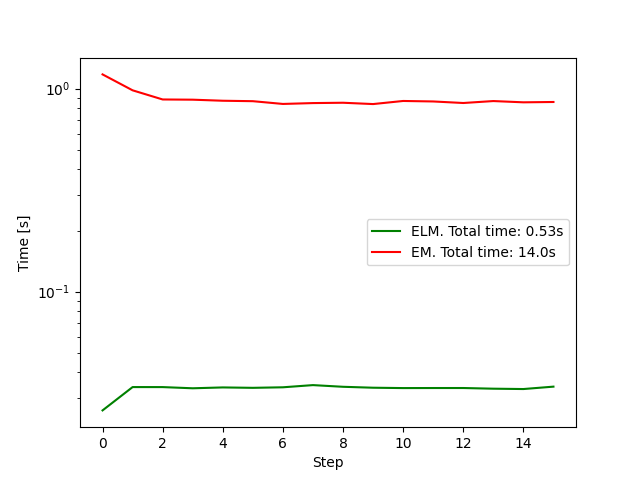 10⁰
10⁻¹
Time [s]
ELM. Total time: 0.53s
EM. Total time: 14.0s
0 2 4 6 8 10 12 14
Step